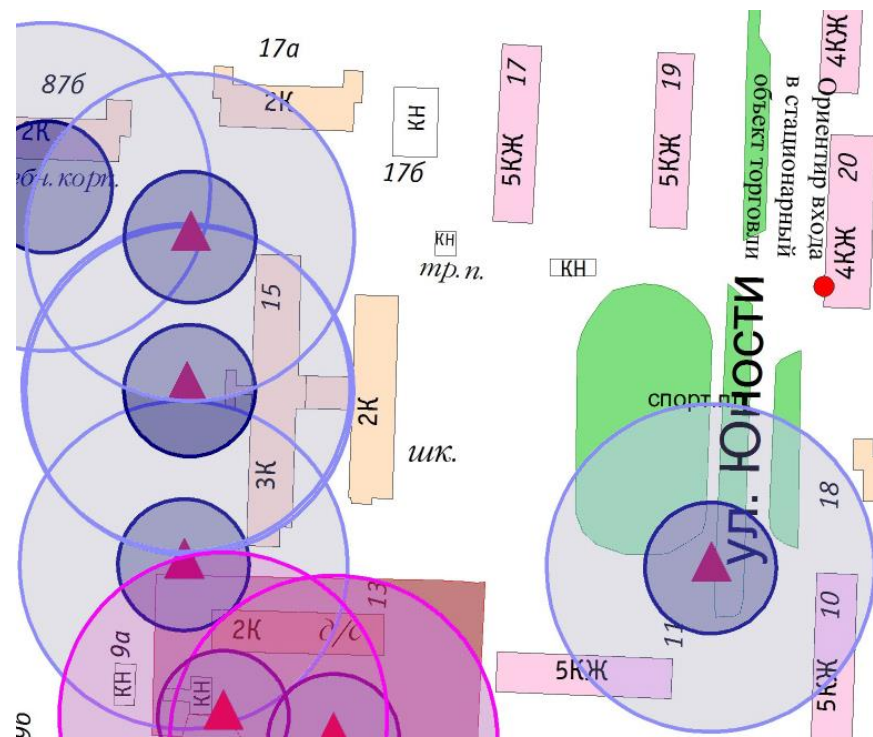 17а
87б
2К
2К
КН
17б
17
5КЖ
19
5КЖ
4КЖ
20
4КЖ
Ориентир входа
в стационарный
объект торговли
КН
тр.п.
КН
15
3К
2К
шк.
спорт.пл
ул. Юности
18
10
5КЖ
11
5КЖ
13
2К
д/с
9а
КН
КН